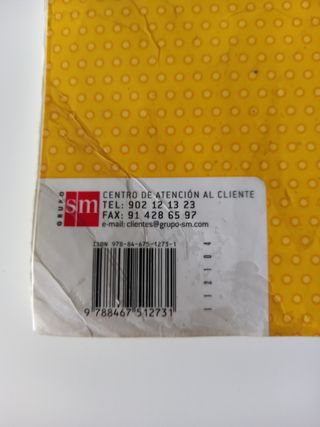 GRUPO
sm
CENTRO DE ATENCIÓN AL CLIENTE
TEL: 902 12 13 23
FAX: 91 428 65 97
e-mail: clientes@grupo-sm.com
ISBN 978-84-675-1273-1
9 788467 512731
112104